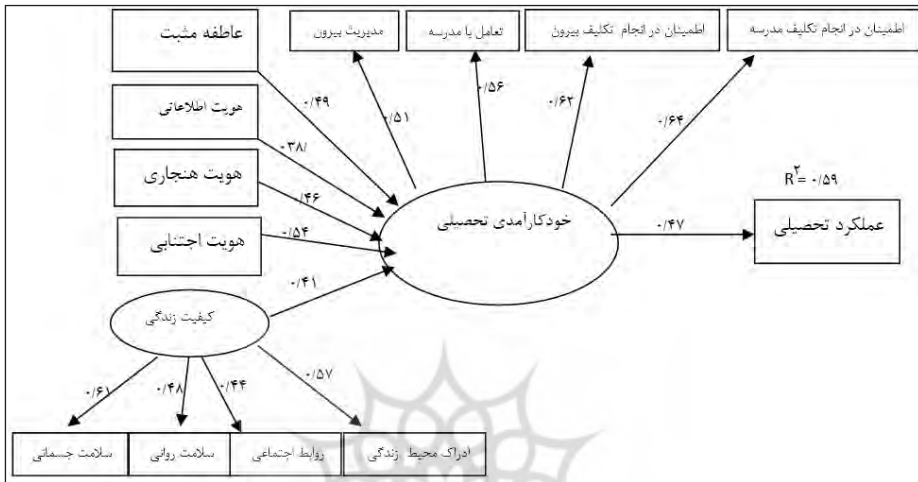 اطمینان در انجام تکلیف مدرسه
اطمینان در انجام تکلیف بیرون
تعامل با مدرسه
مدیریت بیرون
عاطفه مثبت
هویت اطلاعاتی
هویت هنجاری
هویت اجتنابی
۰/۶۴
۰/۶۲
۰/۵۶
۰/۵۱
۰/۴۹
۰۳۸/
۰/۴۶
۰/۵۴
۰/۴۱
خودکارآمدی تحصیلی
R۲= ۰/۵۹
۰/۴۷
عملکرد تحصیلی
کیفیت زندگی
۰/۵۷
۰/۴۴
۰/۴۸
۰/۶۱
ادراک محیط زندگی
روابط اجتماعی
سلامت روانی
سلامت جسمانی